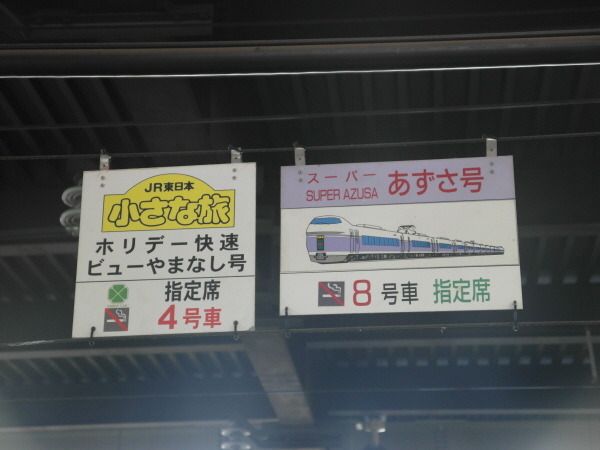 JR東日本
小さな旅
ホリデー快速
ビューやまなし号
指定席
4号車
スーパー
SUPER AZUSA
あずさ号
8号車 指定席